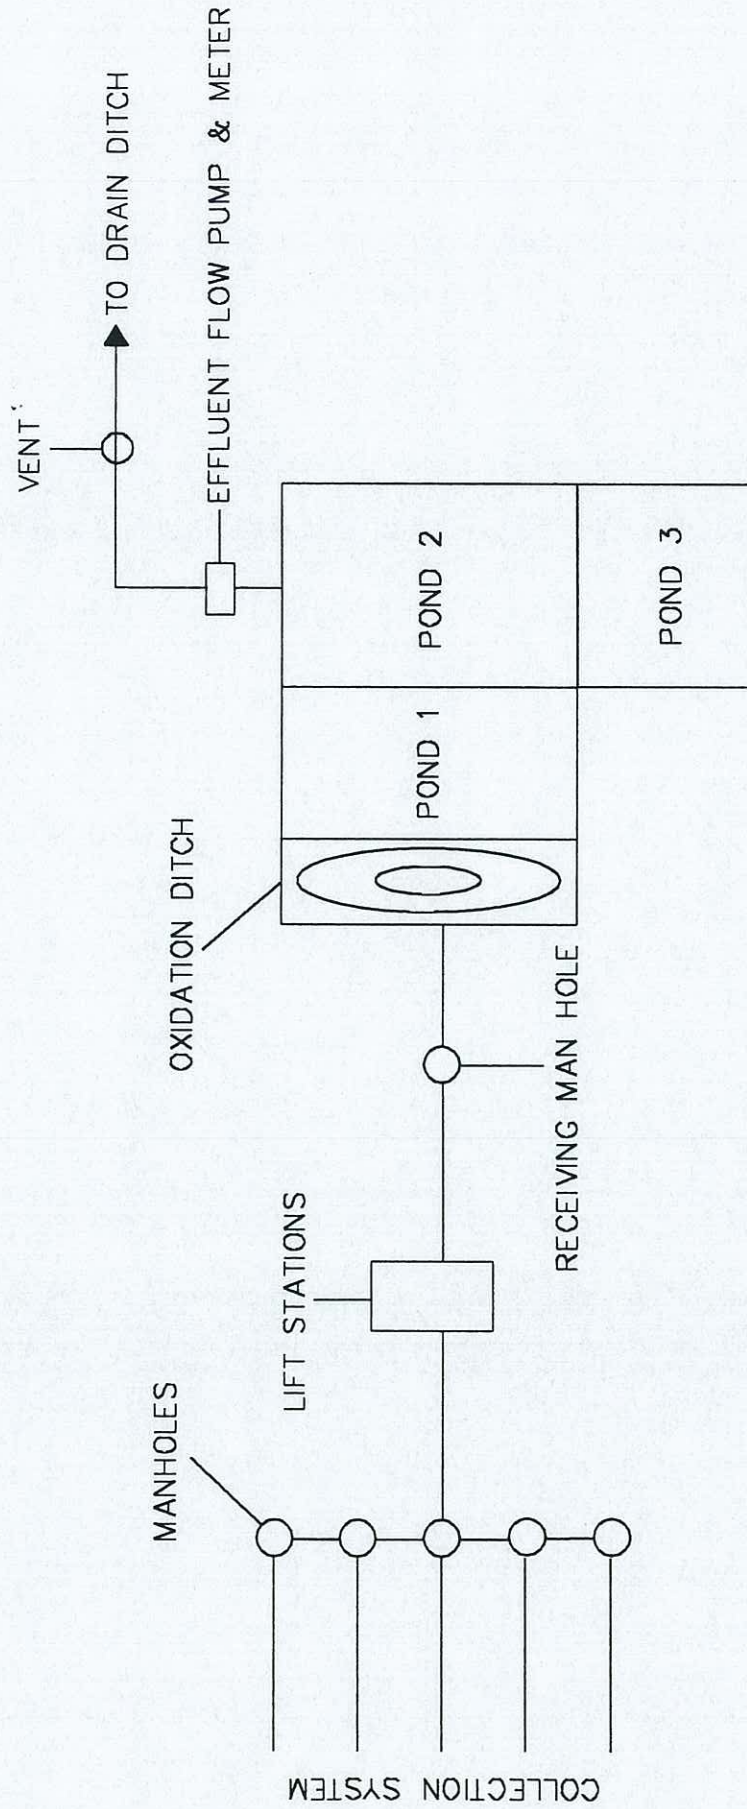 COLLECTION SYSTEM
MANHOLES
LIFT STATIONS
RECEIVING MAN HOLE
OXIDATION DITCH
POND 1
POND 2
POND 3
EFFLUENT FLOW PUMP & METER
VENT
TO DRAIN DITCH